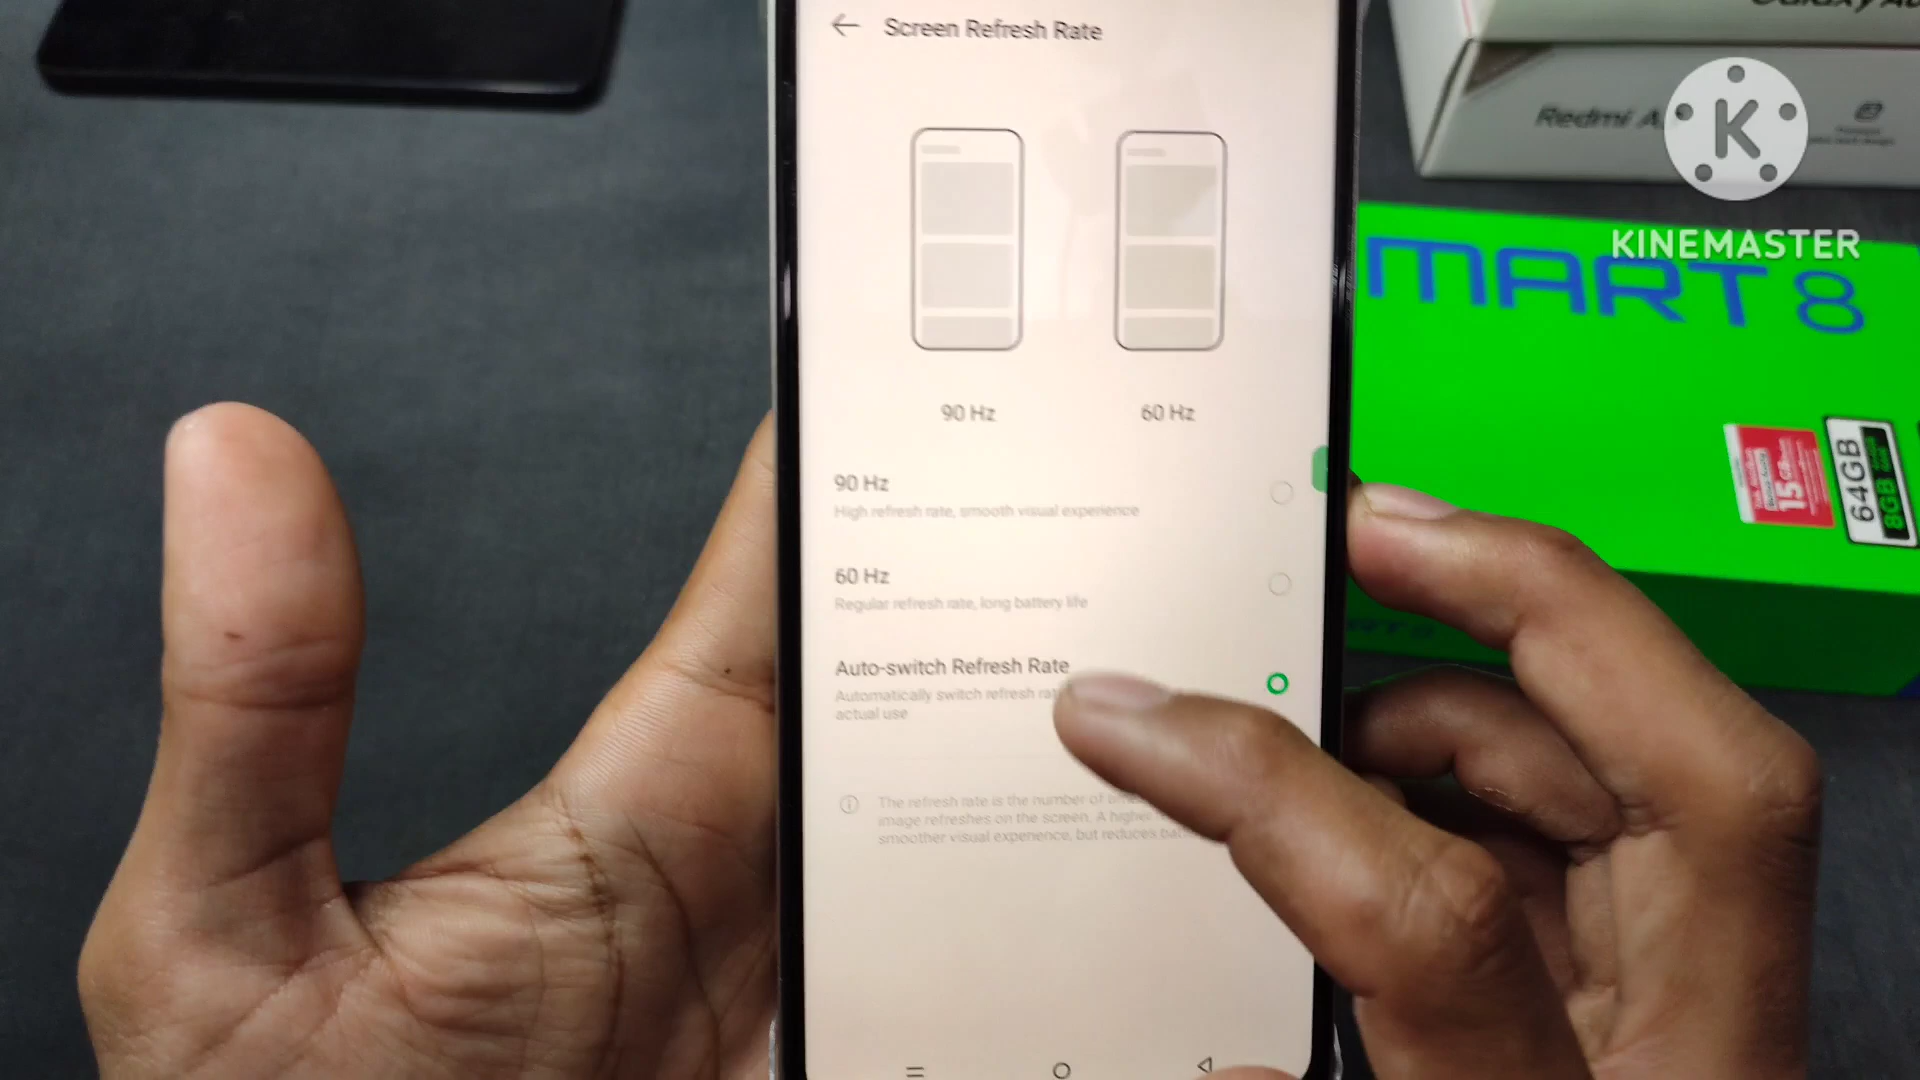 Screen Refresh Rate
Redmi A
K
KINEMASTER
MART 8
90 Hz
60 Hz
90 Hz
High refresh rate, smooth visual experience
60 Hz
Regular refresh rate, long battery life
Auto-switch Refresh Rate
Automatically switch refresh
actual use
The refresh rate is the number of
image refreshes on the screen. A higher
smoother visual experience, but reduces
15
64GB
8GB